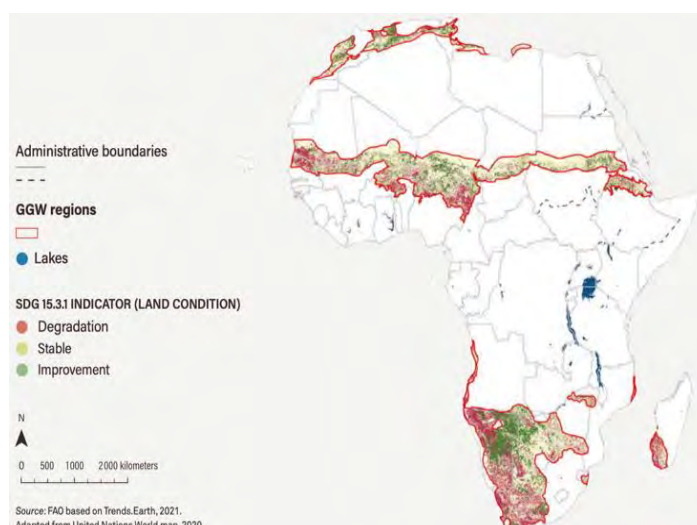 Administrative boundaries
GGW regions
Lakes
SDG 15.3.1 INDICATOR (LAND CONDITION)
Degradation
Stable
Improvement
N
0 500 1000 2000 kilometers
Source: FAO based on Trends.Earth, 2021.
Adapted from United Nations World map, 2020